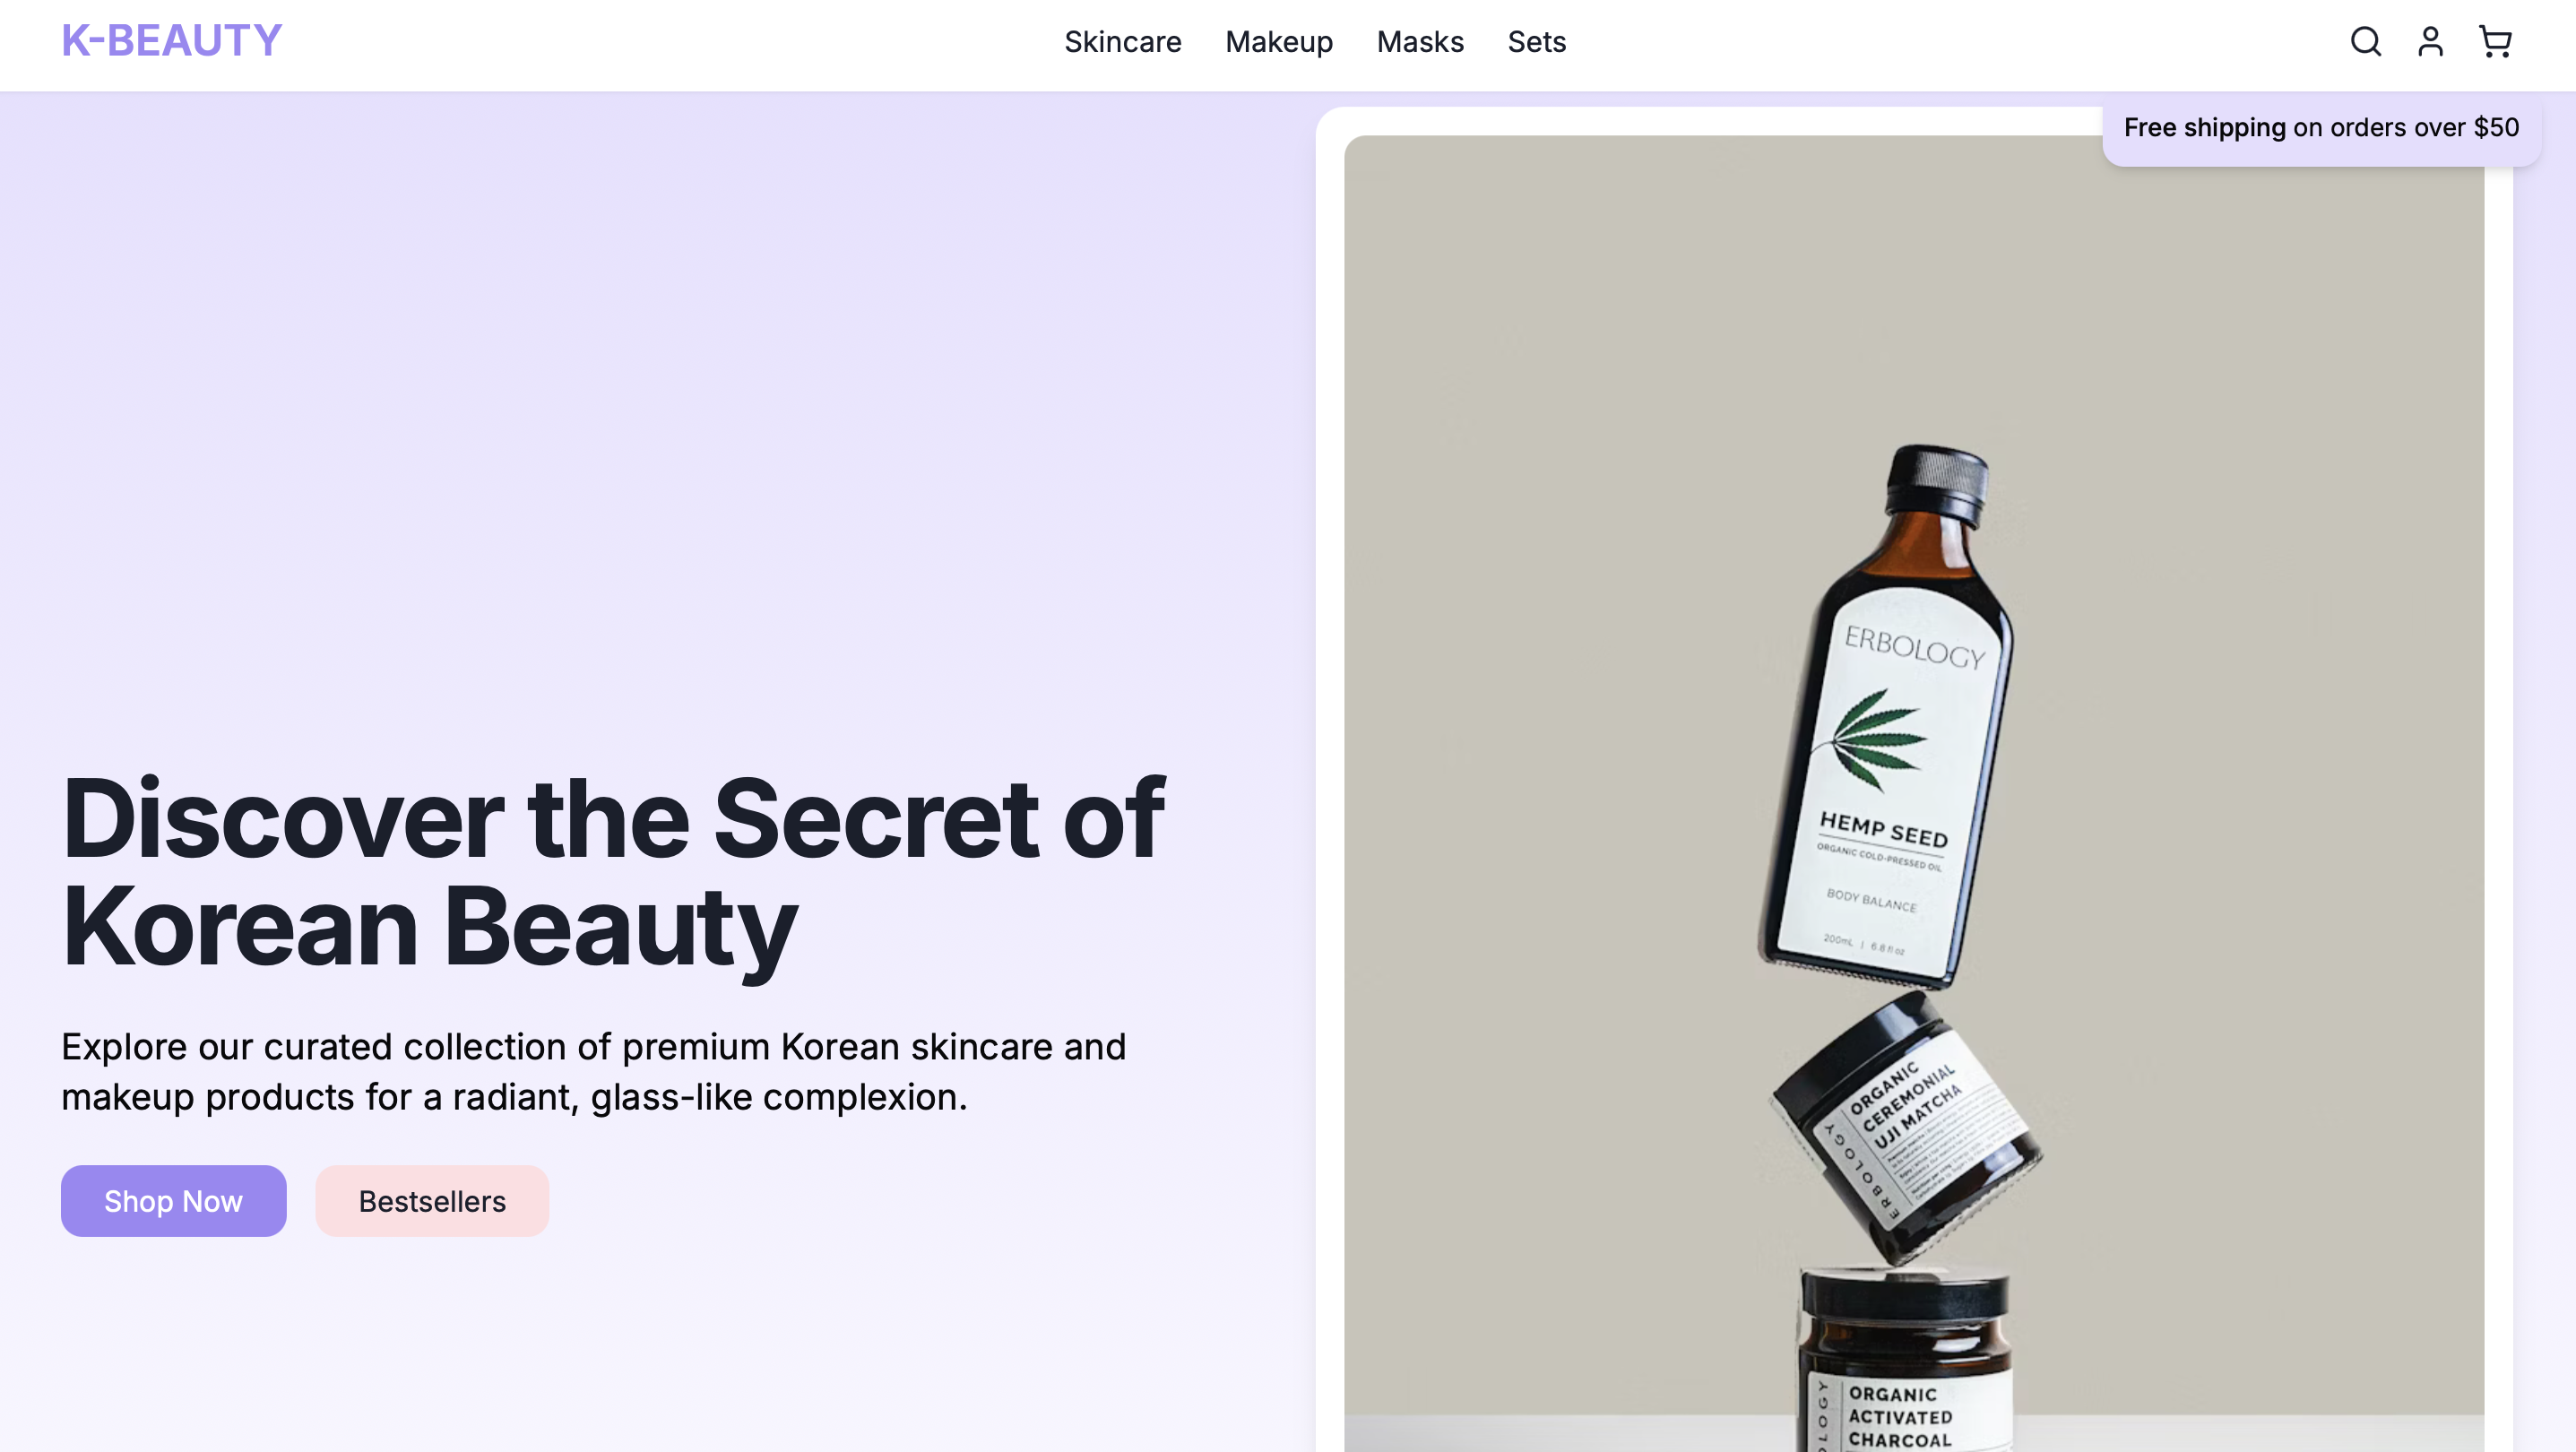 K-BEAUTY
Skincare Makeup Masks Sets
Free shipping on orders over $50
Discover the Secret of
Korean Beauty
Explore our curated collection of premium Korean skincare and
makeup products for a radiant, glass-like complexion.
Shop Now
Bestsellers
ERBOLOGY
HEMP SEED
ORGANIC COLD-PRESSED OIL
BODY BALANCE
200mL | 6.8 fl oz
ERBOLOGY
ORGANIC
CEREMONIAL
UJI MATCHA
ORGANIC
ACTIVATED
CHARCOAL